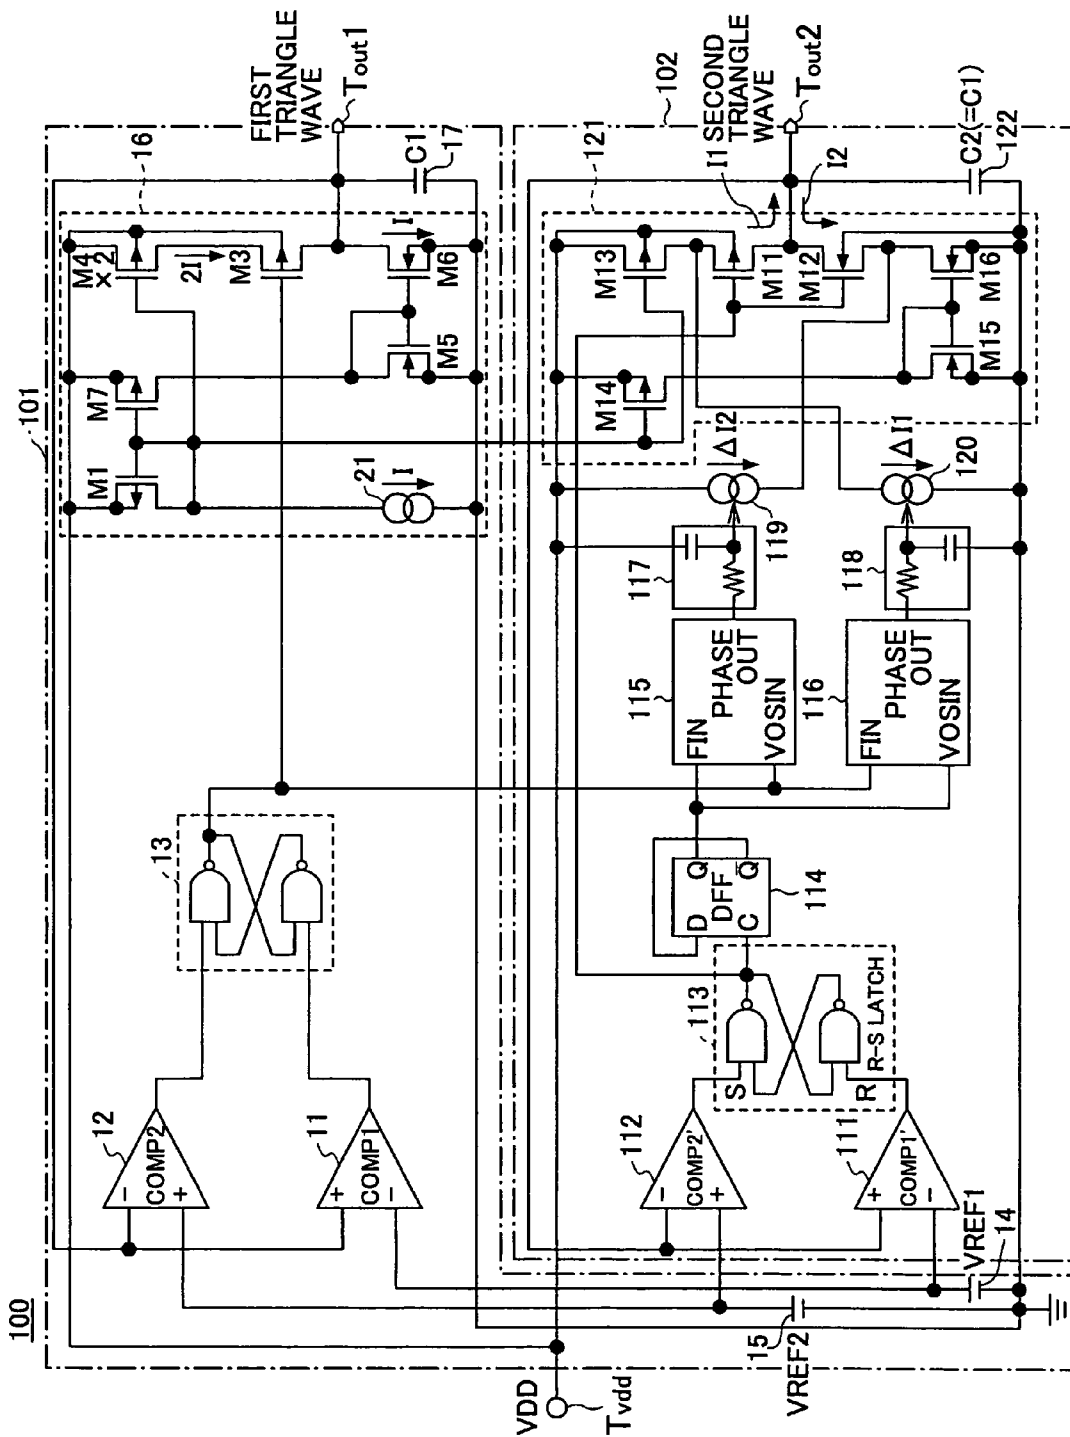 100
101
FIRST
TRIANGLE
WAVE
Tout1
16
C1
17
M4
×2
2I
M3
I
M6
M7
M5
M1
21
I
13
12
COMP2
−
+
11
COMP1
+
−
102
SECOND
TRIANGLE
WAVE
Tout2
I1
I2
C2(=C1)
122
121
M13
M11
M12
M16
M14
M15
ΔI2
119
ΔI1
120
117
118
115
FIN
PHASE
OUT
VOSIN
116
FIN
PHASE
OUT
VOSIN
D
Q
DFF
C
Q̅
114
113
S
R
R-S LATCH
112
COMP2'
−
+
111
COMP1'
+
−
VREF1
14
15
VREF2
VDD
Tvdd